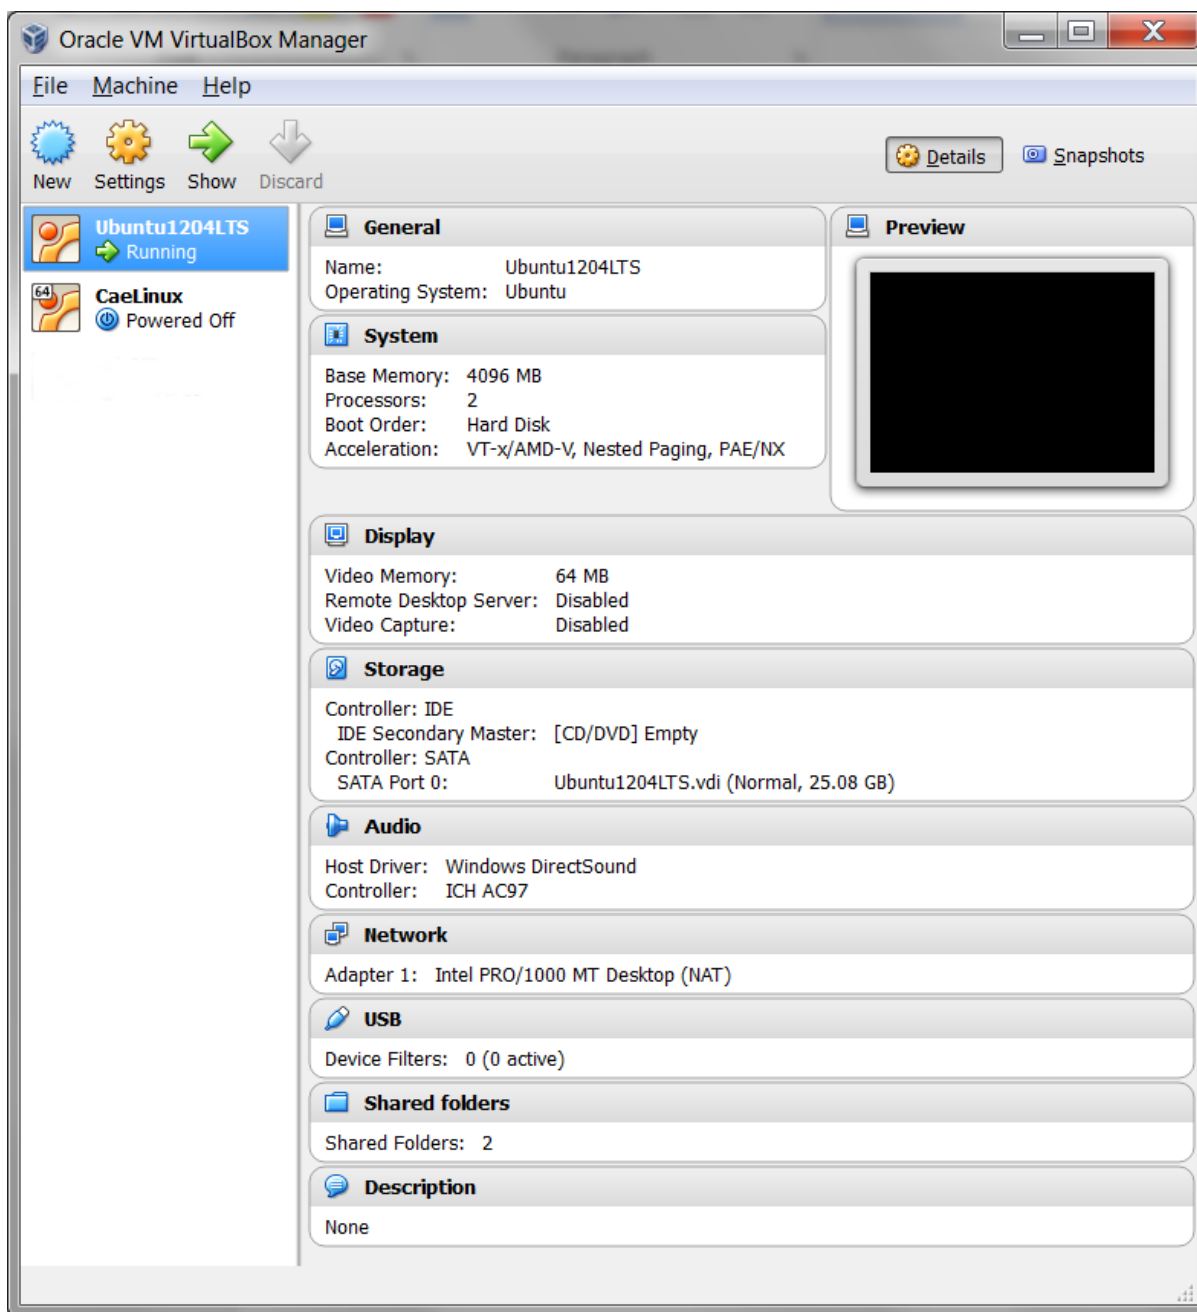 Oracle VM VirtualBox Manager
File Machine Help
New Settings Show Discard
Details Snapshots
Ubuntu1204LTS
Running
64
CaeLinux
Powered Off
General
Name: Ubuntu1204LTS
Operating System: Ubuntu
Preview
System
Base Memory: 4096 MB
Processors: 2
Boot Order: Hard Disk
Acceleration: VT-x/AMD-V, Nested Paging, PAE/NX
Display
Video Memory: 64 MB
Remote Desktop Server: Disabled
Video Capture: Disabled
Storage
Controller: IDE
IDE Secondary Master: [CD/DVD] Empty
Controller: SATA
SATA Port 0: Ubuntu1204LTS.vdi (Normal, 25.08 GB)
Audio
Host Driver: Windows DirectSound
Controller: ICH AC97
Network
Adapter 1: Intel PRO/1000 MT Desktop (NAT)
USB
Device Filters: 0 (0 active)
Shared folders
Shared Folders: 2
Description
None